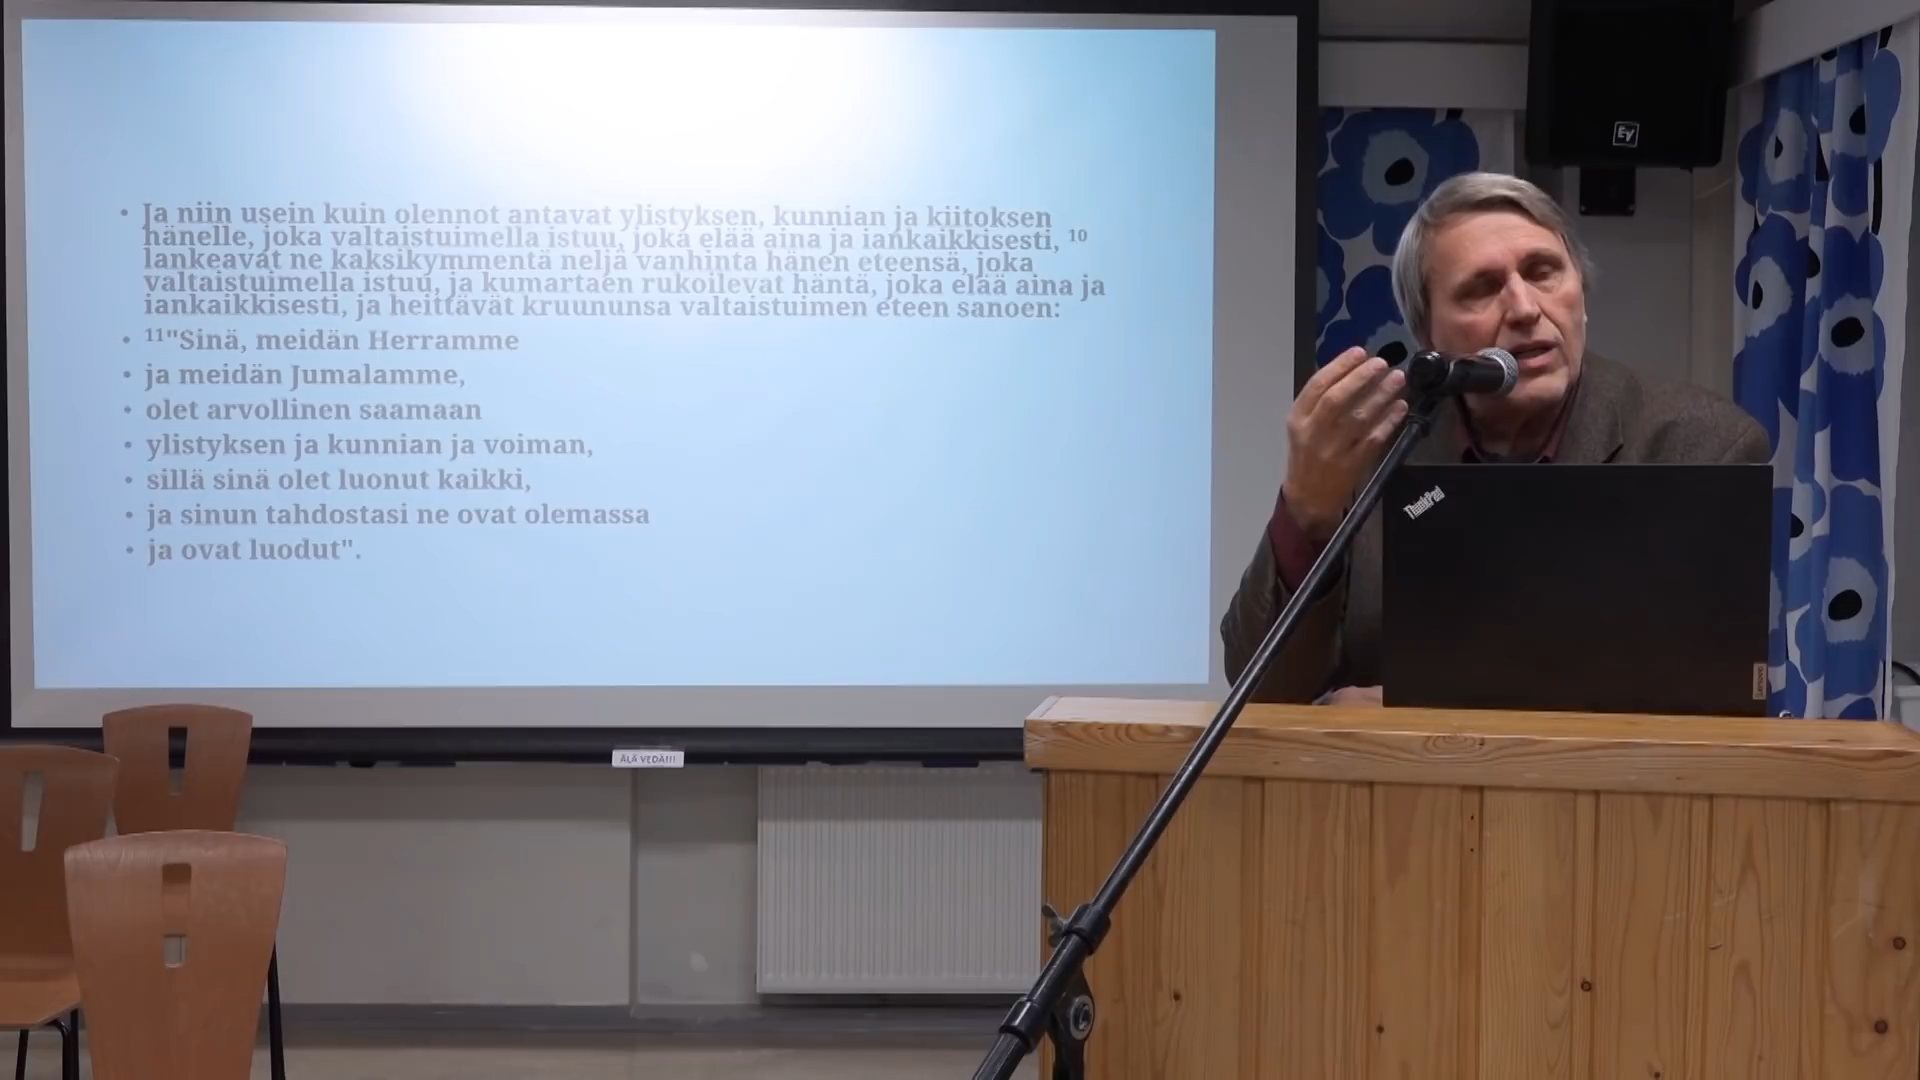 • Ja niin usein kuin olennot antavat ylistyksen, kunnian ja kiitoksen
hänelle, joka valtaistuimella istuu, joka elää aina ja iankaikkisesti, ¹⁰
lankeavat ne kaksikymmentä neljä vanhinta hänen eteensä, joka
valtaistuimella istuu, ja kumartaen rukoilevat häntä, joka elää aina ja
iankaikkisesti, ja heittävät kruununsa valtaistuimen eteen sanoen:
• ¹¹"Sinä, meidän Herramme
• ja meidän Jumalamme,
• olet arvollinen saamaan
• ylistyksen ja kunnian ja voiman,
• sillä sinä olet luonut kaikki,
• ja sinun tahdostasi ne ovat olemassa
• ja ovat luodut".
ÄLÄ VEDÄ!!!
EV
ThinkPad
Lenovo